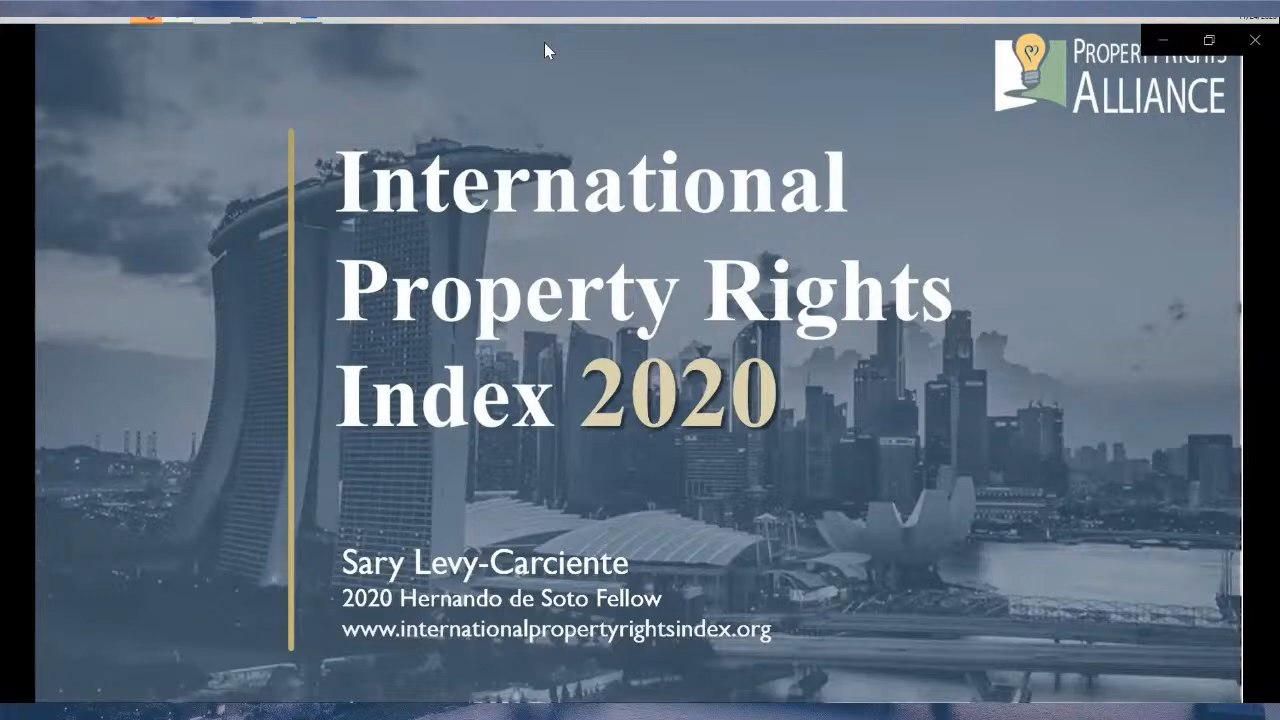 PROPERTY RIGHTS
ALLIANCE
International
Property Rights
Index 2020
Sary Levy-Carciente
2020 Hernando de Soto Fellow
www.internationalpropertyrightsindex.org